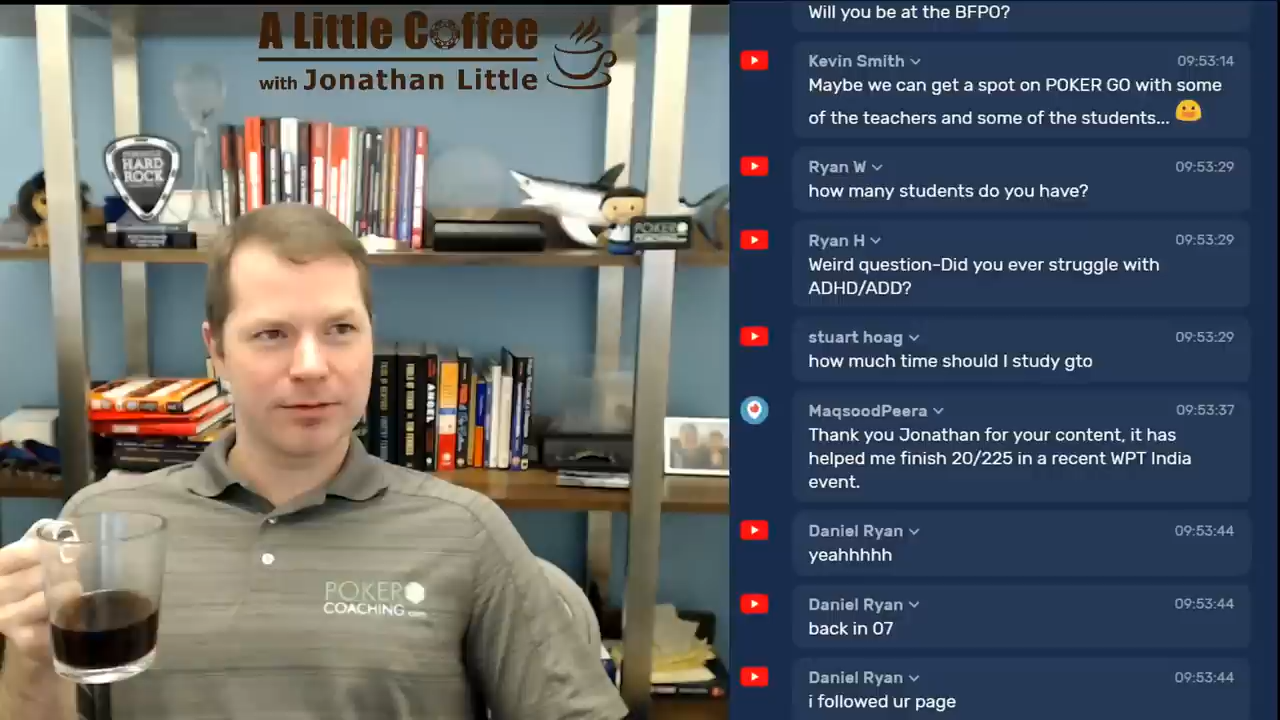 A Little Coffee
with Jonathan Little
HARD
ROCK
POKER
COACHING
ANGEL
POKER
COACHING.com
Will you be at the BFPO?
Kevin Smith
09:53:14
Maybe we can get a spot on POKER GO with some
of the teachers and some of the students...
Ryan W
09:53:29
how many students do you have?
Ryan H
09:53:29
Weird question-Did you ever struggle with
ADHD/ADD?
stuart hoag
09:53:29
how much time should I study gto
MaqsoodPeera
09:53:37
Thank you Jonathan for your content, it has
helped me finish 20/225 in a recent WPT India
event.
Daniel Ryan
09:53:44
yeahhhhh
Daniel Ryan
09:53:44
back in 07
Daniel Ryan
09:53:44
i followed ur page